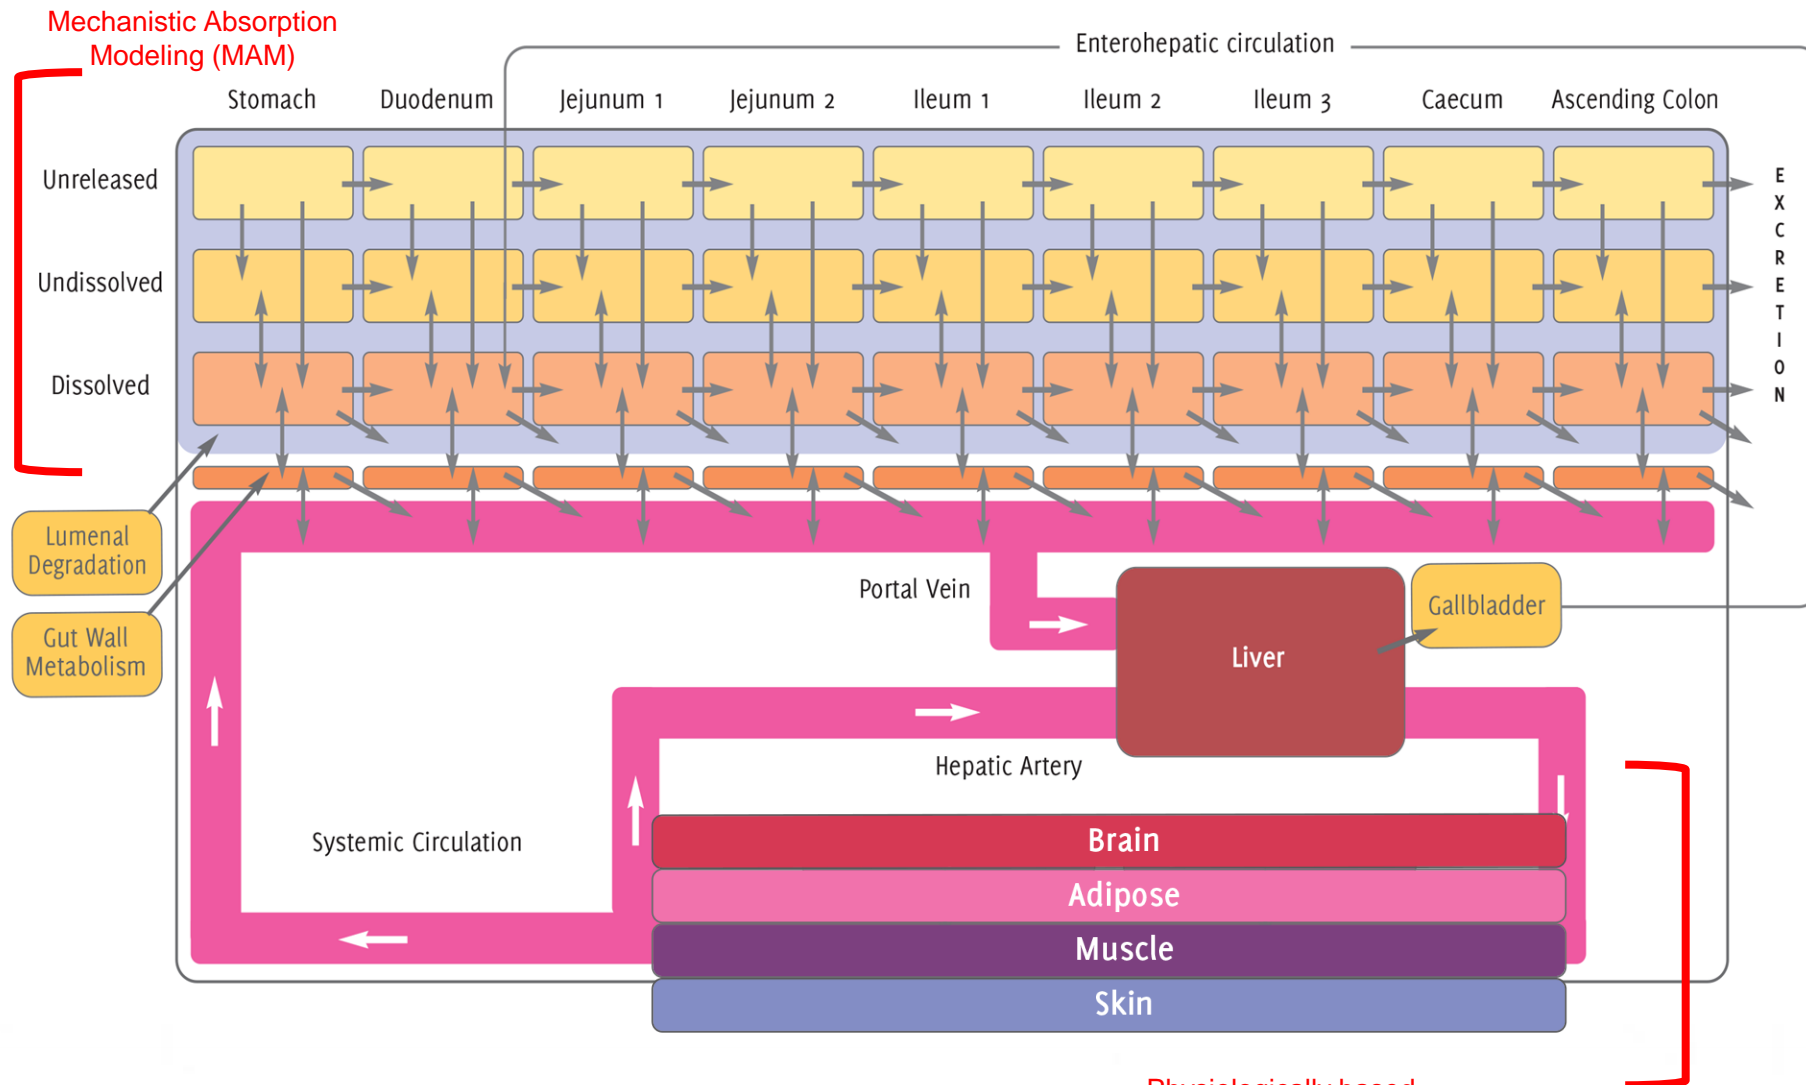 Mechanistic Absorption
Modeling (MAM)
Enterohepatic circulation
Stomach Duodenum Jejunum 1 Jejunum 2 Ileum 1 Ileum 2 Ileum 3 Caecum Ascending Colon
Unreleased
Undissolved
Dissolved
EXCRETION
Lumenal
Degradation
Gut Wall
Metabolism
Portal Vein
Liver
Gallbladder
Hepatic Artery
Systemic Circulation
Brain
Adipose
Muscle
Skin
Physiologically based